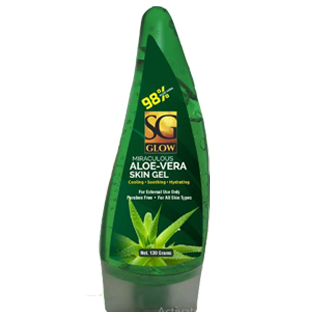 98%
SG
GLOW
MIRACULOUS
ALOE-VERA
SKIN GEL
Cooling • Soothing • Hydrating
For External Use Only
Paraben Free • For All Skin Types
Net. 130 Grams